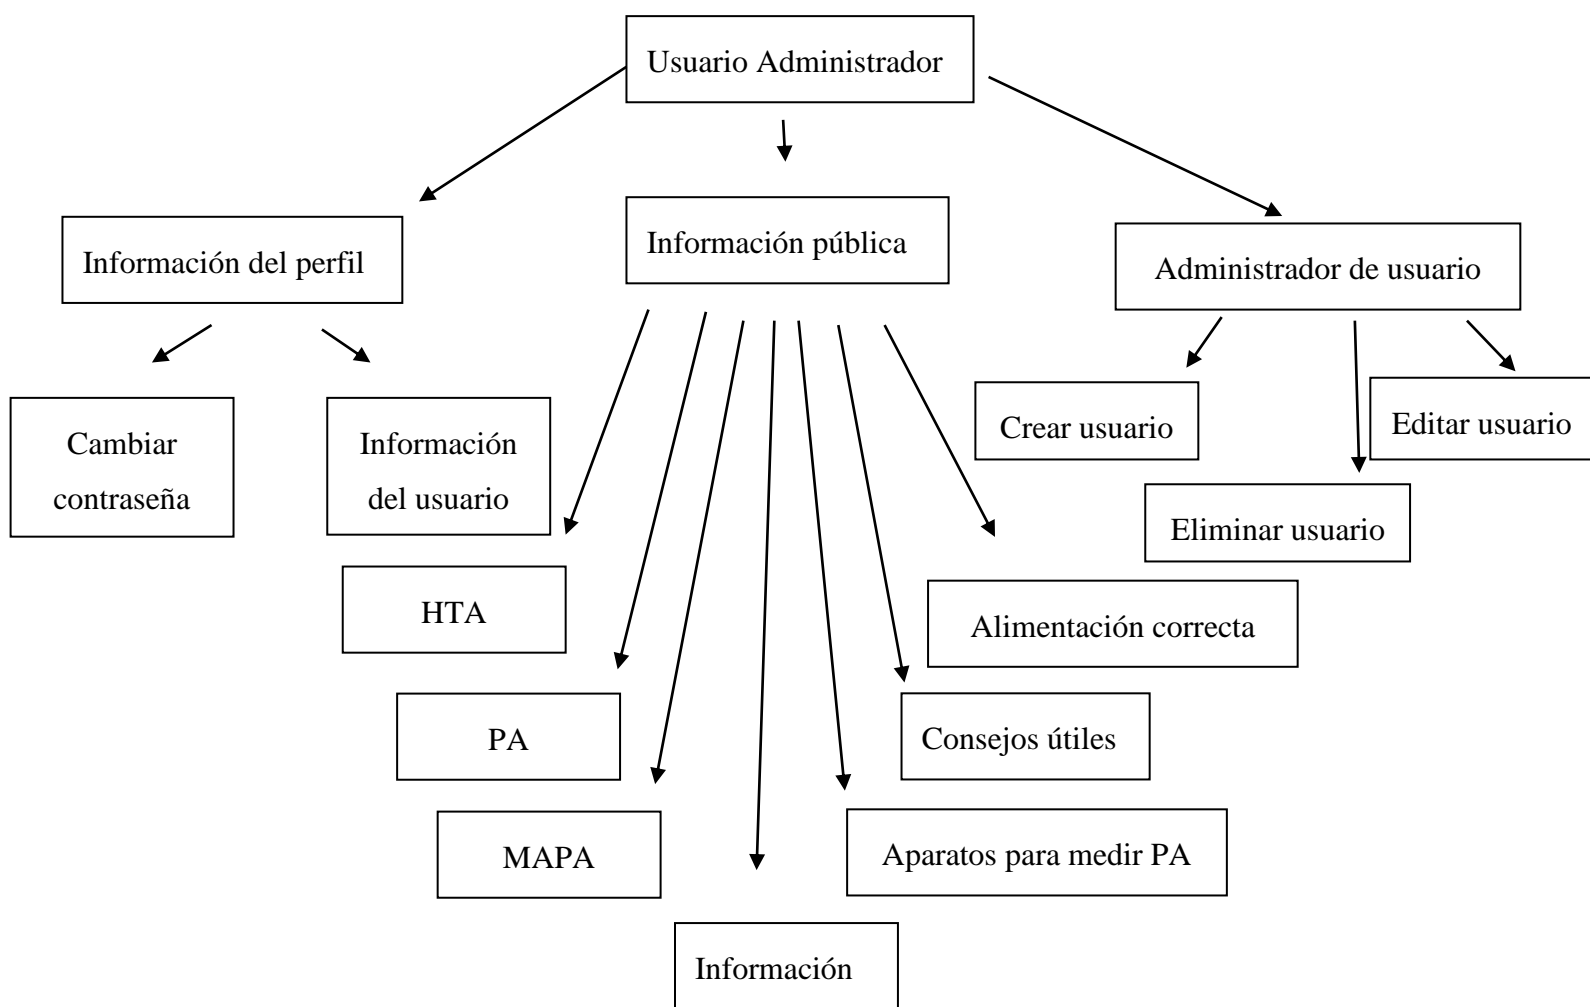 Usuario Administrador
Información del perfil
Información pública
Administrador de usuario
Cambiar
contraseña
Información
del usuario
Crear usuario
Editar usuario
Eliminar usuario
HTA
Alimentación correcta
PA
Consejos útiles
MAPA
Aparatos para medir PA
Información